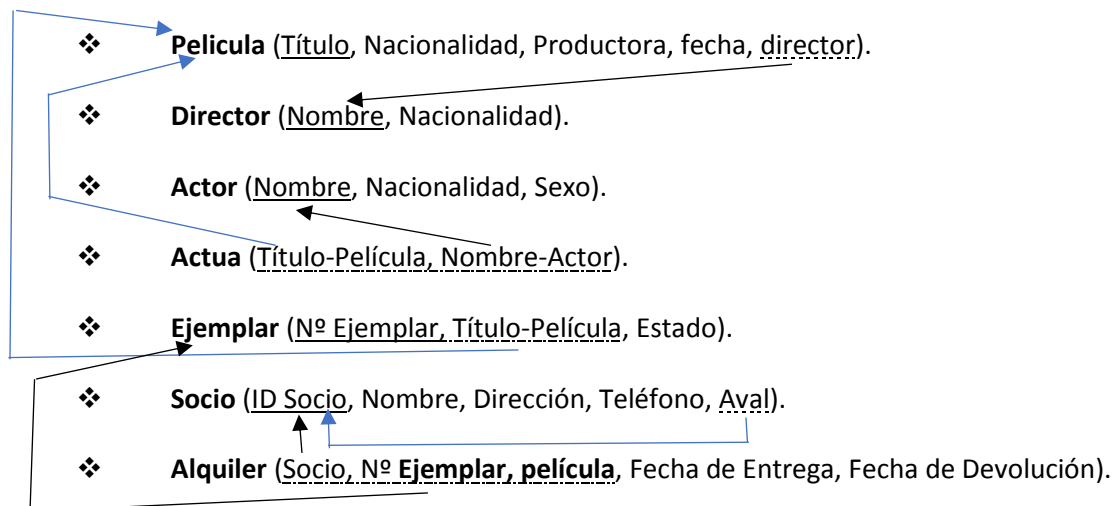 ❖ Pelicula (Título, Nacionalidad, Productora, fecha, director).
❖ Director (Nombre, Nacionalidad).
❖ Actor (Nombre, Nacionalidad, Sexo).
❖ Actua (Título-Película, Nombre-Actor).
❖ Ejemplar (Nº Ejemplar, Título-Película, Estado).
❖ Socio (ID Socio, Nombre, Dirección, Teléfono, Aval).
❖ Alquiler (Socio, Nº Ejemplar, película, Fecha de Entrega, Fecha de Devolución).